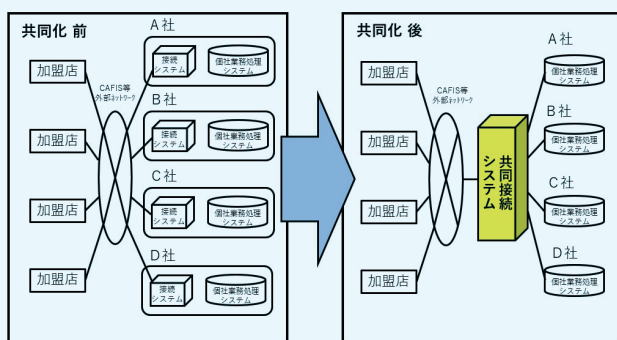 共同化 前
加盟店
加盟店
加盟店
加盟店
CAFIS等
外部ネットワーク
A社
接続
システム
個社業務処理
システム
B社
接続
システム
個社業務処理
システム
C社
接続
システム
個社業務処理
システム
D社
接続
システム
個社業務処理
システム
共同化 後
加盟店
加盟店
加盟店
加盟店
CAFIS等
外部ネットワーク
共同接続
システム
A社
個社業務処理
システム
B社
個社業務処理
システム
C社
個社業務処理
システム
D社
個社業務処理
システム